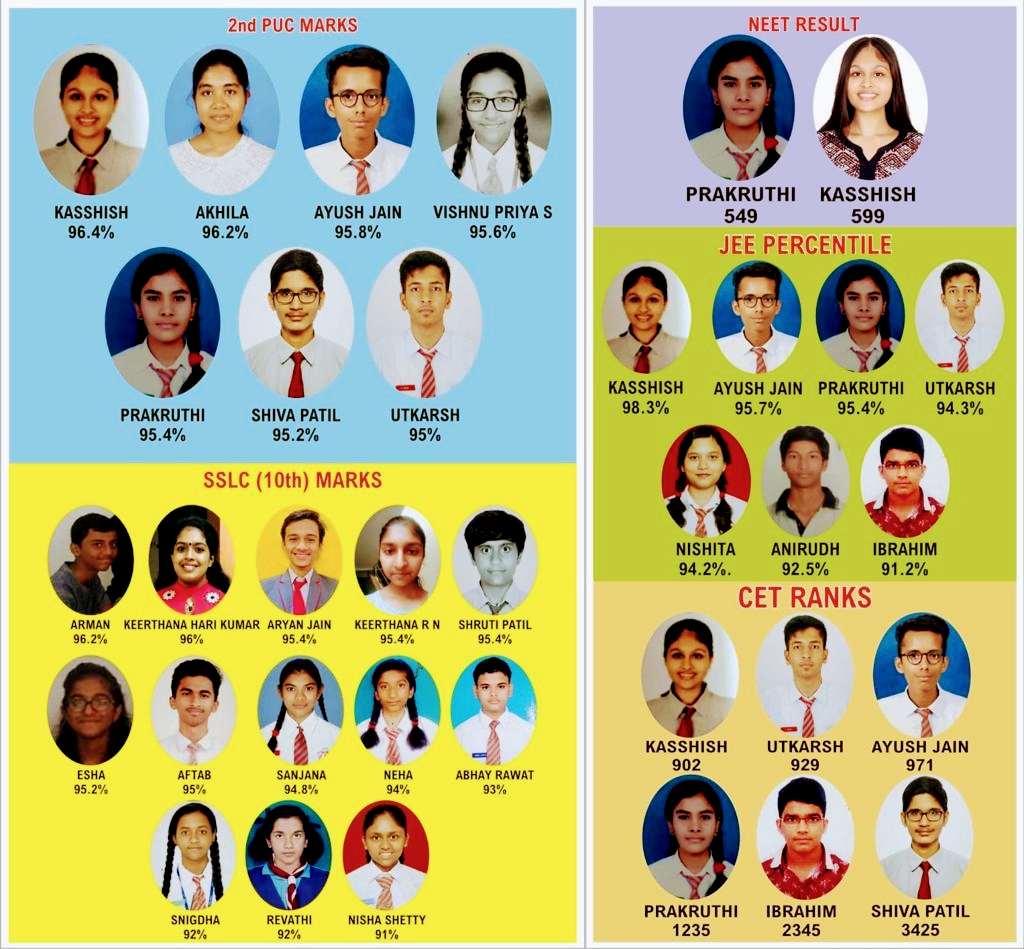 2nd PUC MARKS
KASSHISH
96.4%
AKHILA
96.2%
AYUSH JAIN
95.8%
VISHNU PRIYA S
95.6%
PRAKRUTHI
95.4%
SHIVA PATIL
95.2%
UTKARSH
95%
SSLC (10th) MARKS
ARMAN
96.2%
KEERTHANA HARI KUMAR
96%
ARYAN JAIN
95.4%
KEERTHANA R N
95.4%
SHRUTI PATIL
95.4%
ESHA
95.2%
AFTAB
95%
SANJANA
94.8%
NEHA
94%
ABHAY RAWAT
93%
SNIGDHA
92%
REVATHI
92%
NISHA SHETTY
91%
NEET RESULT
PRAKRUTHI
549
KASSHISH
599
JEE PERCENTILE
KASSHISH
98.3%
AYUSH JAIN
95.7%
PRAKRUTHI
95.4%
UTKARSH
94.3%
NISHITA
94.2%.
ANIRUDH
92.5%
IBRAHIM
91.2%
CET RANKS
KASSHISH
902
UTKARSH
929
AYUSH JAIN
971
PRAKRUTHI
1235
IBRAHIM
2345
SHIVA PATIL
3425